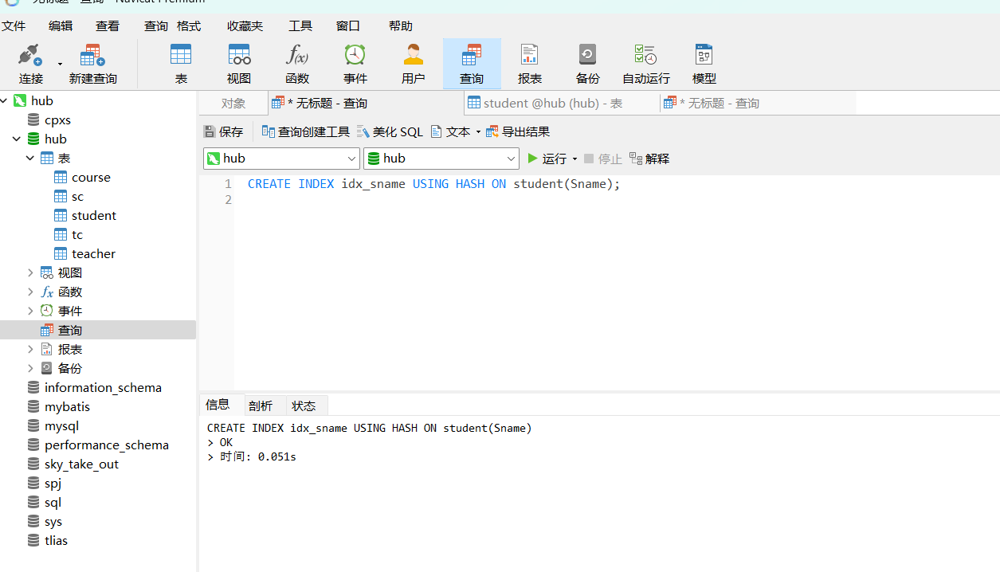 无标题 - 查询 - Navicat Premium
文件 编辑 查看 查询 格式 收藏夹 工具 窗口 帮助
连接 新建查询 表 视图 函数 事件 用户 查询 报表 备份 自动运行 模型
hub
cpxs
hub
表
course
sc
student
tc
teacher
视图
函数
事件
查询
报表
备份
information_schema
mybatis
mysql
performance_schema
sky_take_out
spj
sql
sys
tlias
对象 * 无标题 - 查询 student @hub (hub) - 表 * 无标题 - 查询
保存 查询创建工具 美化 SQL 文本 导出结果
hub hub 运行 停止 解释
1 CREATE INDEX idx_sname USING HASH ON student(Sname);
2
信息 剖析 状态
CREATE INDEX idx_sname USING HASH ON student(Sname)
> OK
> 时间: 0.051s